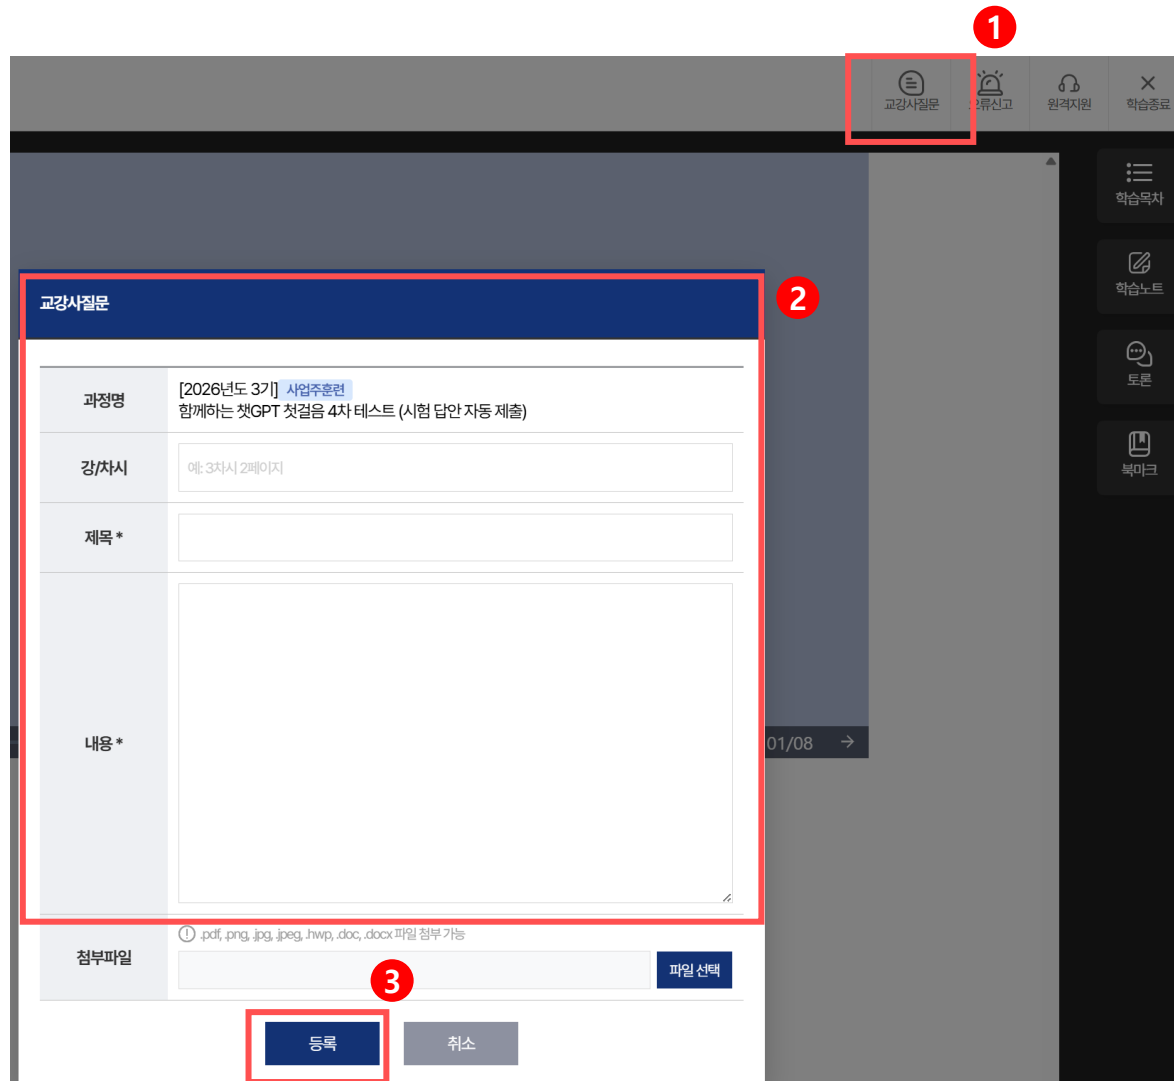 1
교강사질문
오류신고
원격지원
학습종료
학습목차
학습노트
토론
북마크
교강사질문
2
과정명
[2026년도 3기] 사업주훈련
함께하는 챗GPT 첫걸음 4차 테스트 (시험 답안 자동 제출)
강/차시
예: 3차시 2페이지
제목 *
내용 *
01/08
첨부파일
.pdf, .png, .jpg, .jpeg, .hwp, .doc, .docx 파일 첨부 가능
파일 선택
3
등록
취소